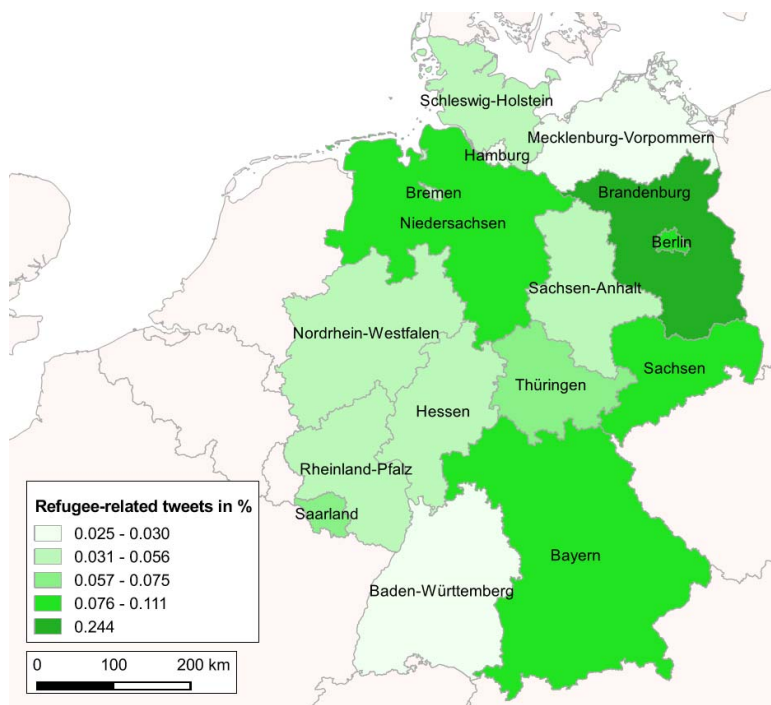 Schleswig-Holstein
Mecklenburg-Vorpommern
Hamburg
Brandenburg
Bremen
Niedersachsen
Berlin
Sachsen-Anhalt
Nordrhein-Westfalen
Sachsen
Thüringen
Hessen
Rheinland-Pfalz
Saarland
Bayern
Baden-Württemberg
Refugee-related tweets in %
0.025 - 0.030
0.031 - 0.056
0.057 - 0.075
0.076 - 0.111
0.244
0 100 200 km